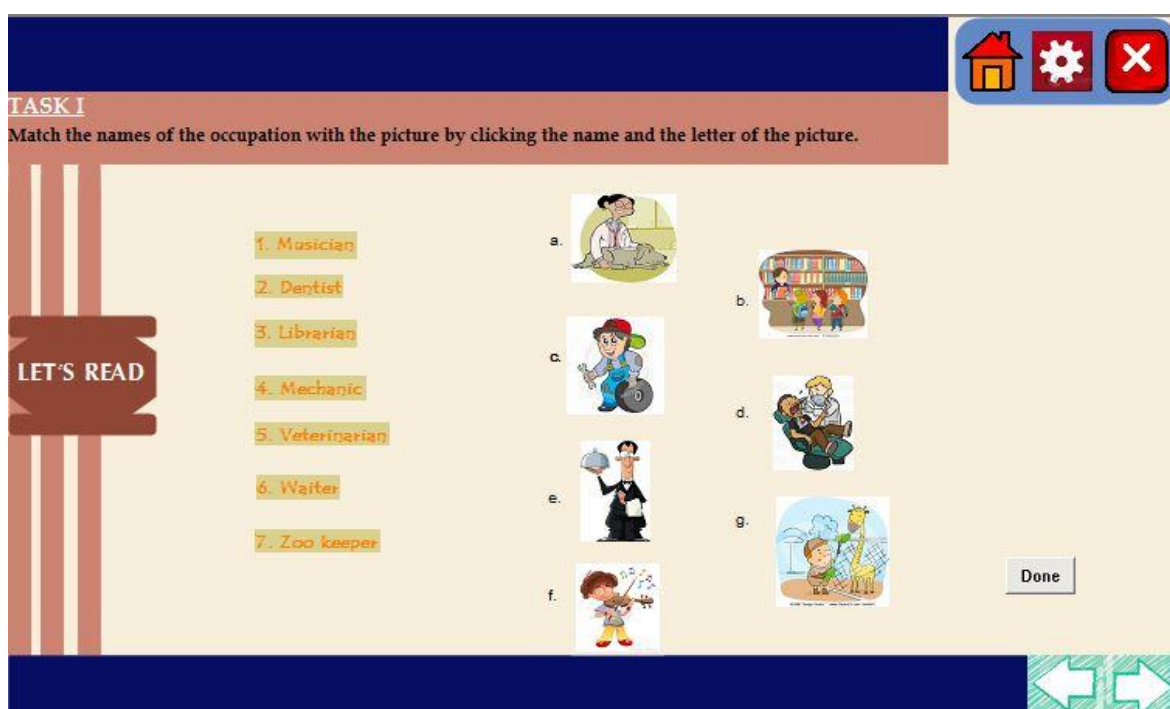 TASK I
Match the names of the occupation with the picture by clicking the name and the letter of the picture.
LET'S READ
1. Musician
2. Dentist
3. Librarian
4. Mechanic
5. Veterinarian
6. Waiter
7. Zoo keeper
a.
b.
c.
d.
e.
g.
f.
Done